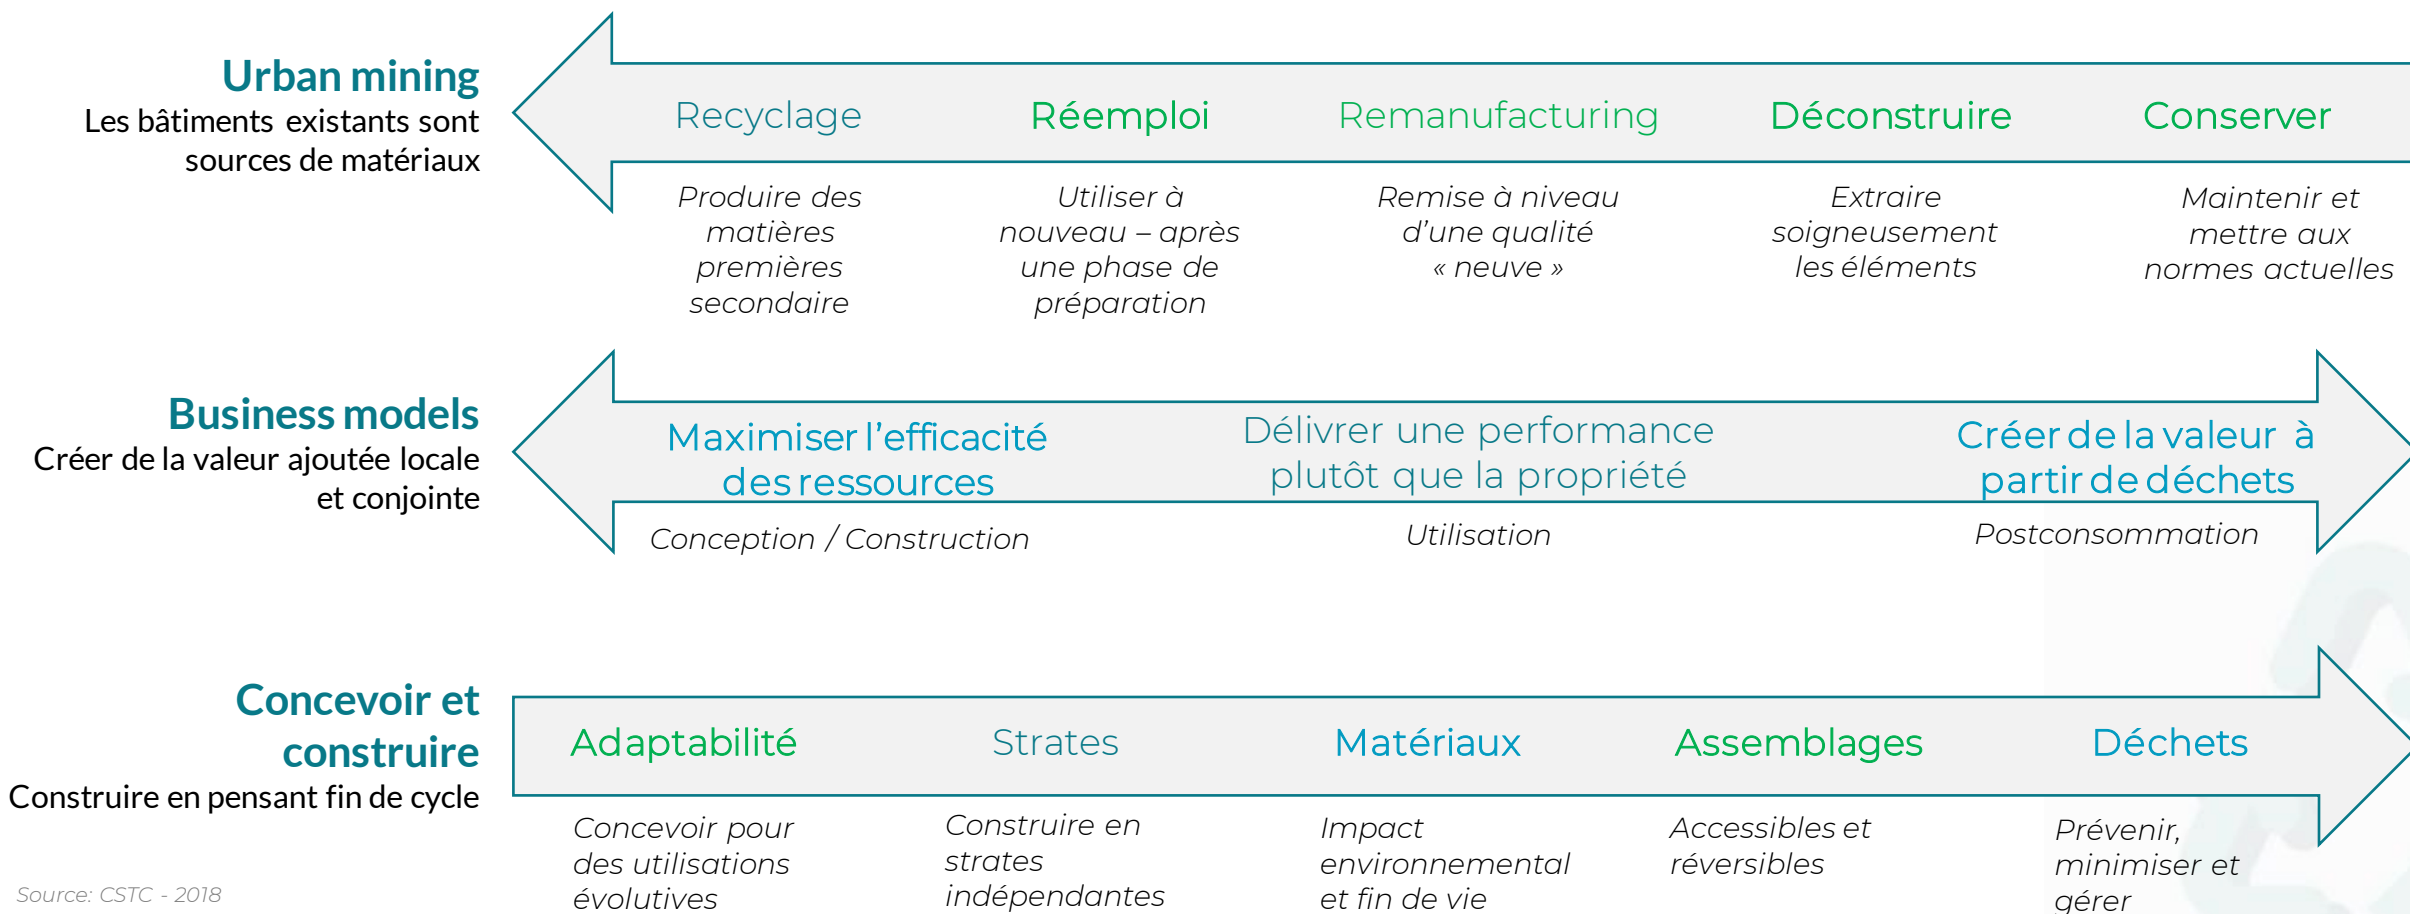 Urban mining
Les bâtiments existants sont
sources de matériaux
Recyclage
Réemploi
Remanufacturing
Déconstruire
Conserver
Produire des
matières
premières
secondaire
Utiliser à
nouveau – après
une phase de
préparation
Remise à niveau
d’une qualité
« neuve »
Extraire
soigneusement
les éléments
Maintenir et
mettre aux
normes actuelles
Business models
Créer de la valeur ajoutée locale
et conjointe
Maximiser l’efficacité
des ressources
Délivrer une performance
plutôt que la propriété
Créer de la valeur à
partir de déchets
Conception / Construction
Utilisation
Postconsommation
Concevoir et
construire
Construire en pensant fin de cycle
Adaptabilité
Strates
Matériaux
Assemblages
Déchets
Concevoir pour
des utilisations
évolutives
Construire en
strates
indépendantes
Impact
environnemental
et fin de vie
Accessibles et
réversibles
Prévenir,
minimiser et
gérer
Source: CSTC - 2018